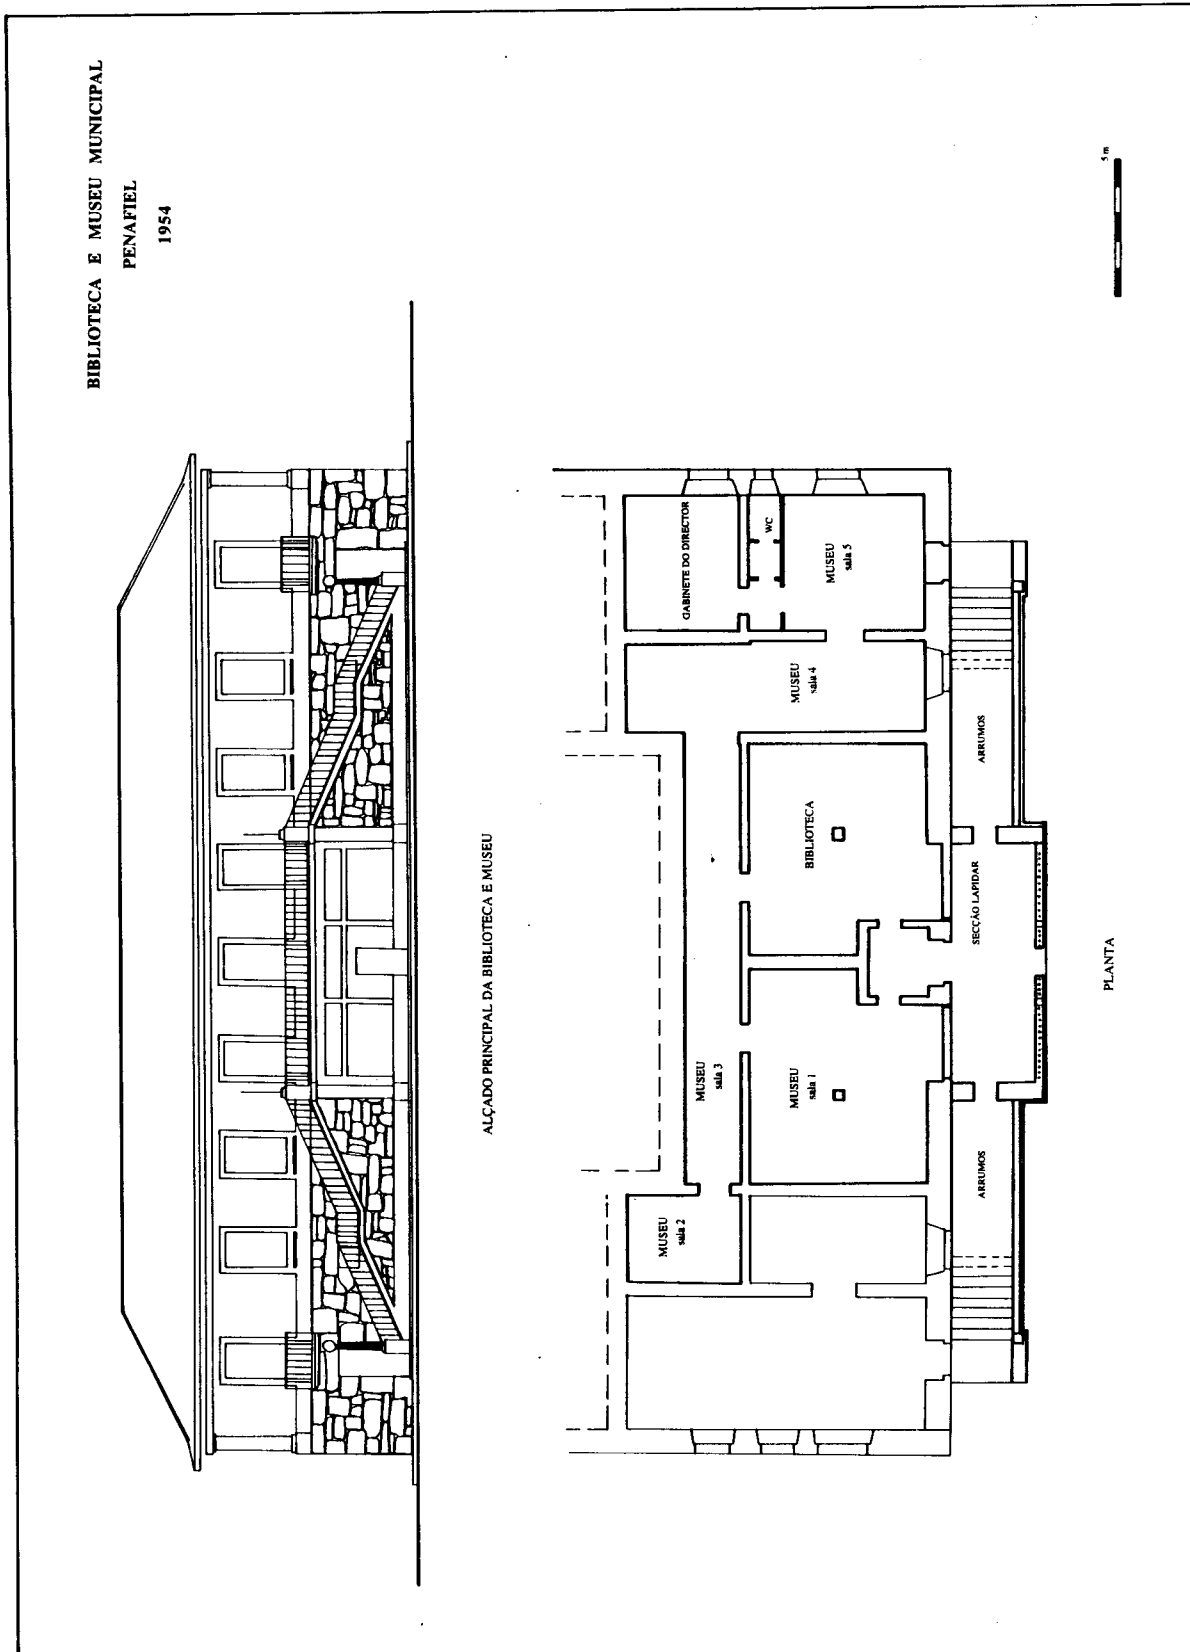 BIBLIOTECA E MUSEU MUNICIPAL
PENAFIEL
1954
ALÇADO PRINCIPAL DA BIBLIOTECA E MUSEU
MUSEU
sala 2
MUSEU
sala 3
GABINETE DO DIRECTOR
WC
MUSEU
sala 1
BIBLIOTECA
MUSEU
sala 4
MUSEU
sala 5
ARRUMOS
SECÇÃO LAPIDAR
ARRUMOS
PLANTA
5 m